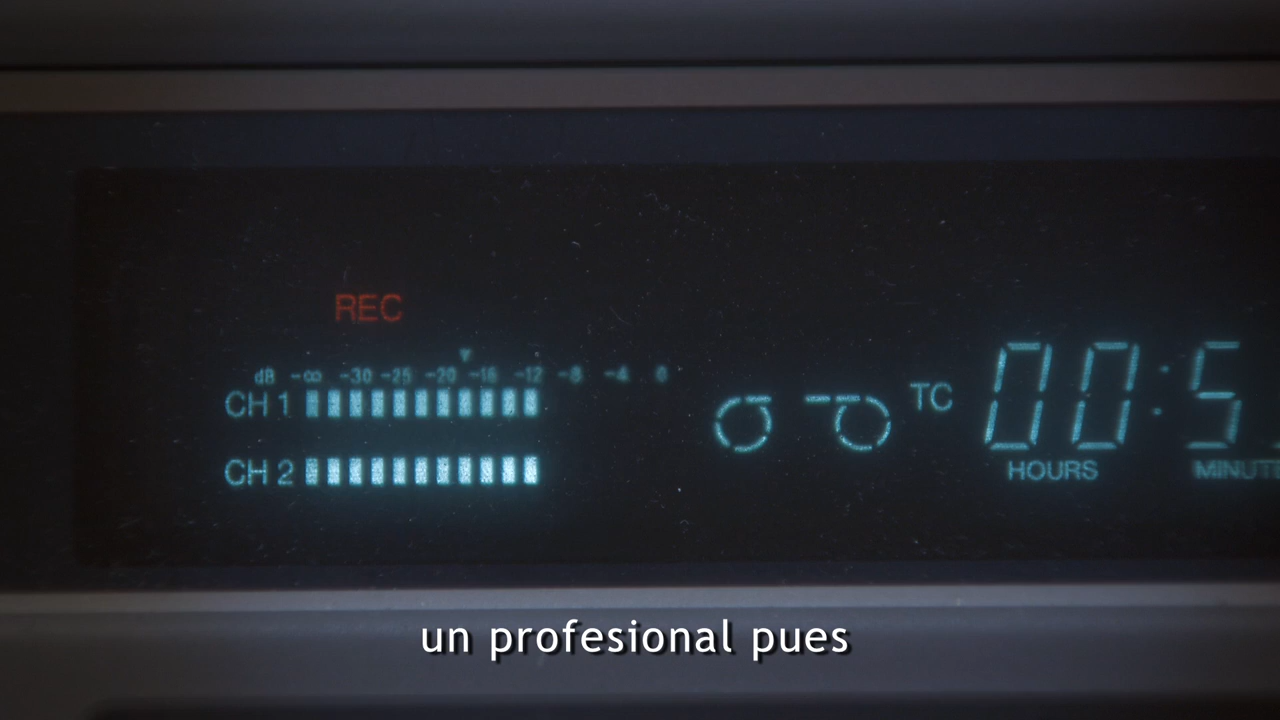 REC
dB -∞ -30 -25 -20 -16 -12 -8 -4 0
CH 1
CH 2
TC
00:5
HOURS
un profesional pues